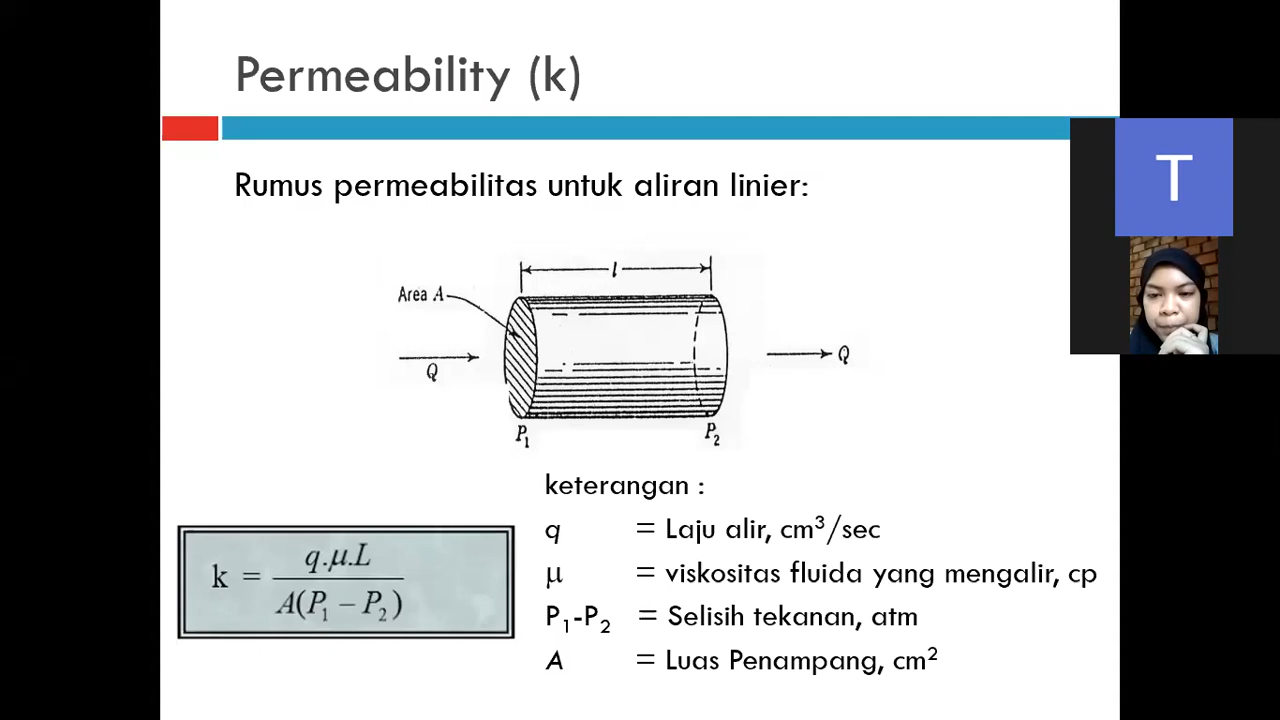 Permeability (k)
Rumus permeabilitas untuk aliran linier:
T
l
Area A
Q
Q
P₁
P₂
keterangan :
q = Laju alir, cm³/sec
μ = viskositas fluida yang mengalir, cp
P₁-P₂ = Selisih tekanan, atm
A = Luas Penampang, cm²
k = q.μ.L / A(P₁ – P₂)